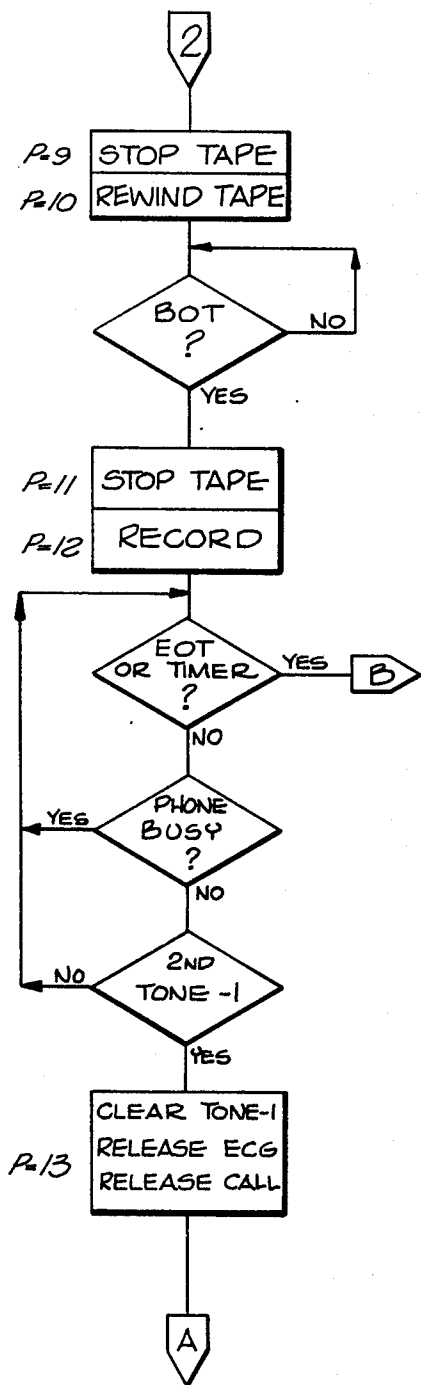 2
P=9 STOP TAPE
P=10 REWIND TAPE
BOT
?
NO
YES
P=11 STOP TAPE
P=12 RECORD
EOT
OR TIMER
?
YES
B
NO
PHONE
BUSY
?
YES
NO
2ND
TONE-1
NO
YES
CLEAR TONE-1
P=13 RELEASE ECG
RELEASE CALL
A